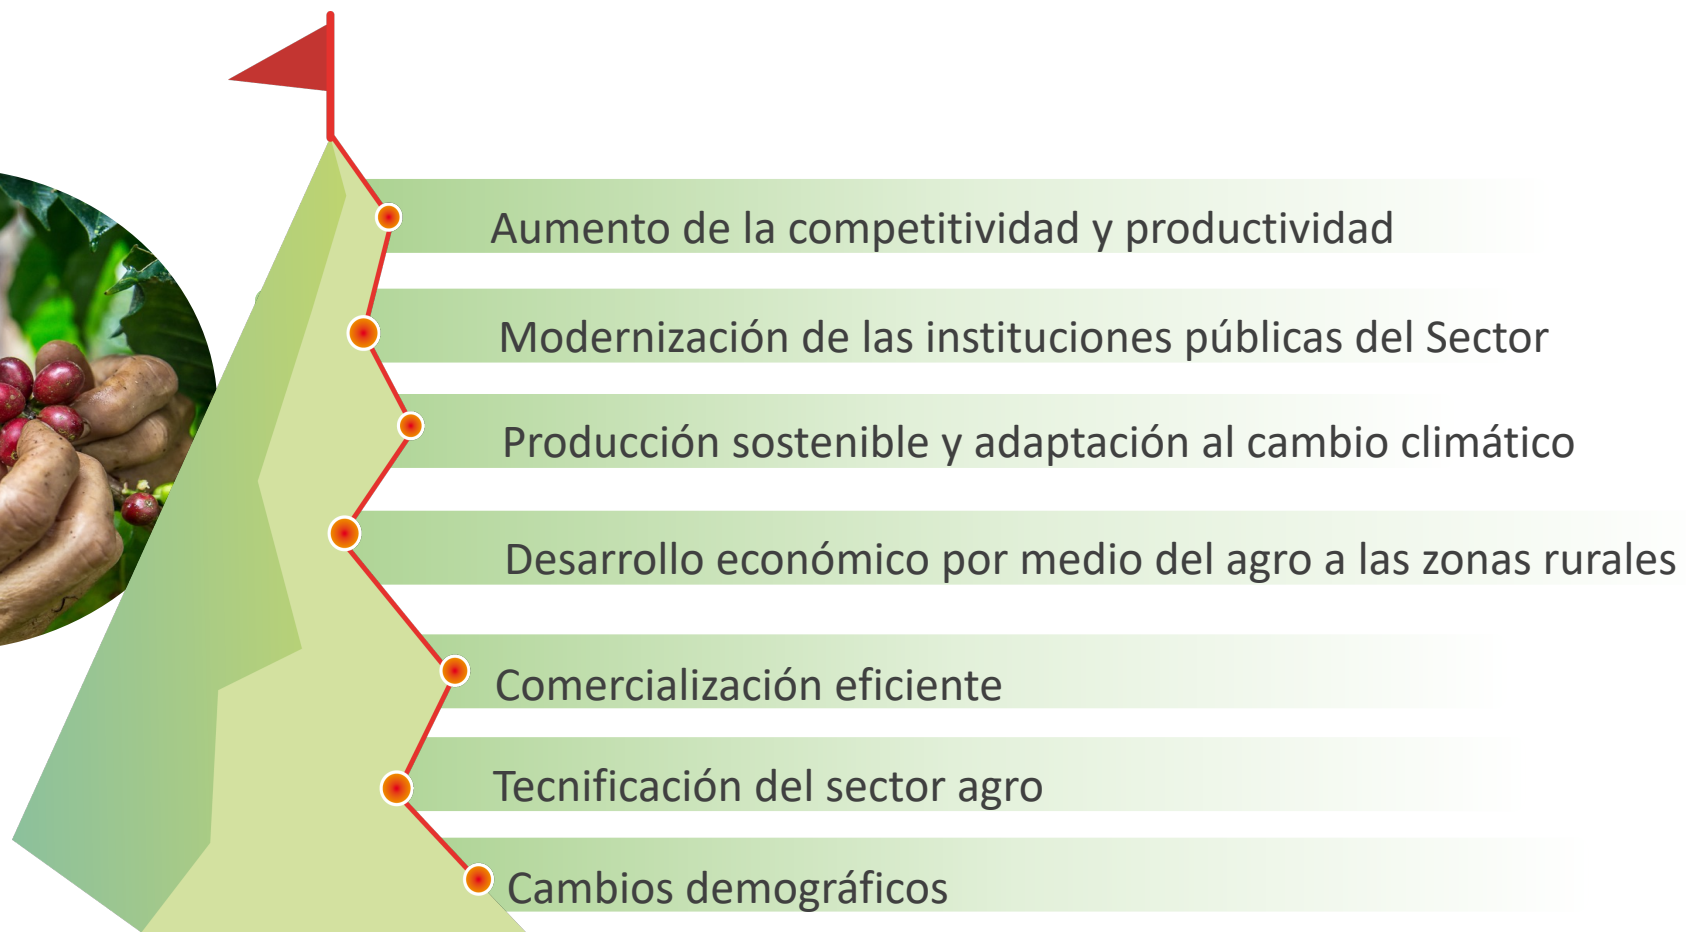 Aumento de la competitividad y productividad
Modernización de las instituciones públicas del Sector
Producción sostenible y adaptación al cambio climático
Desarrollo económico por medio del agro a las zonas rurales
Comercialización eficiente
Tecnificación del sector agro
Cambios demográficos